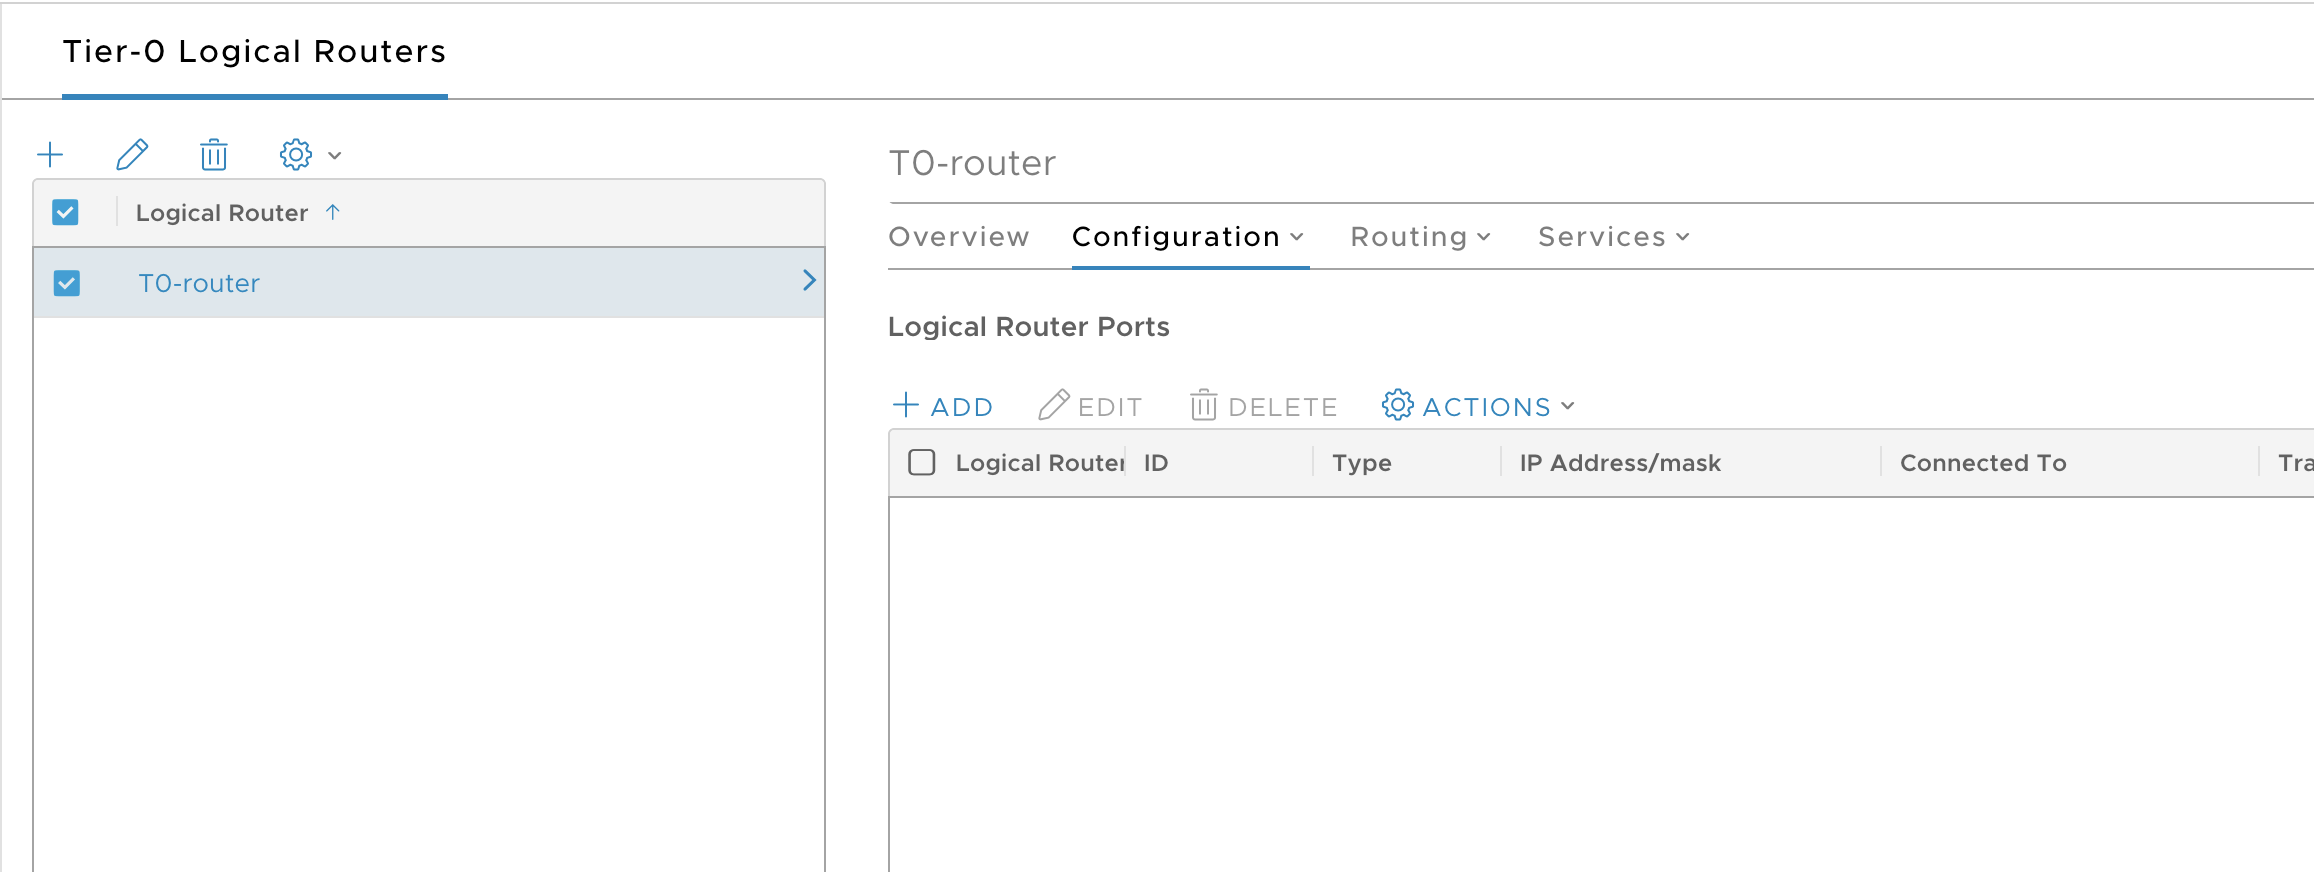 Tier-0 Logical Routers
Logical Router
T0-router
T0-router
Overview Configuration Routing Services
Logical Router Ports
ADD EDIT DELETE ACTIONS
Logical Router ID Type IP Address/mask Connected To Tra